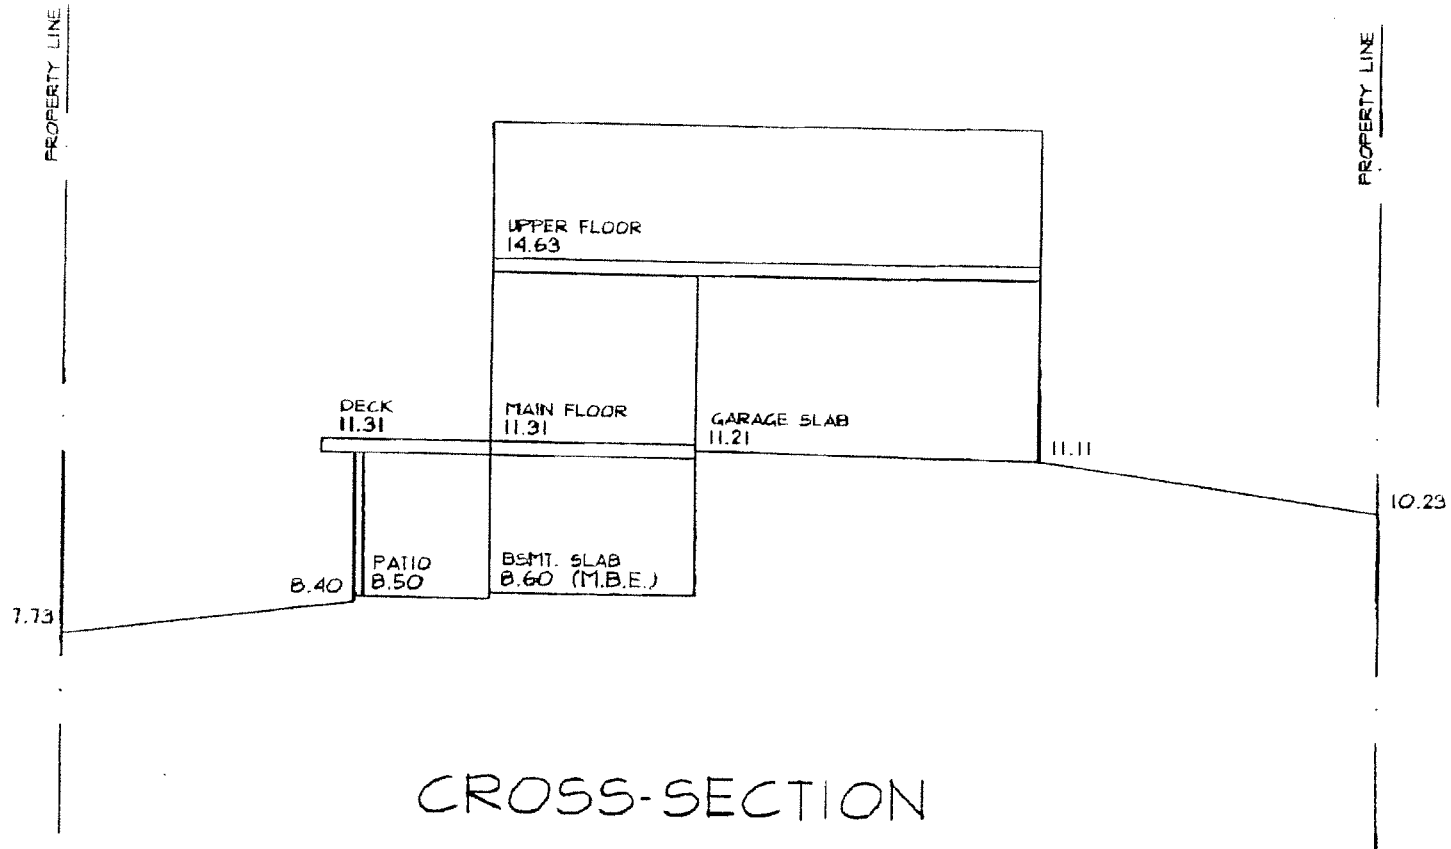 PROPERTY LINE
PROPERTY LINE
UPPER FLOOR
14.63
DECK
11.31
MAIN FLOOR
11.31
GARAGE SLAB
11.21
11.11
10.29
PATIO
8.50
BSMT. SLAB
8.60 (M.B.E.)
8.40
7.73
CROSS-SECTION